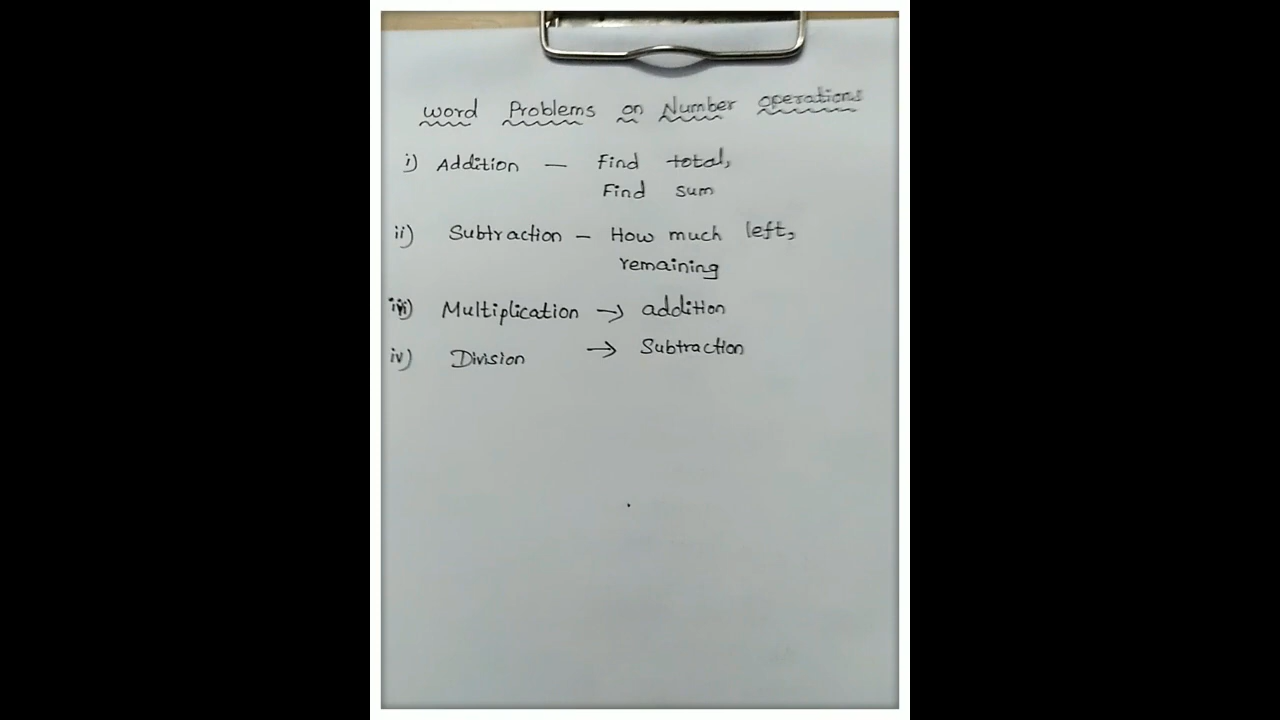 Word Problems on Number operations
i) Addition — Find total,
Find sum
ii) Subtraction – How much left,
remaining
iii) Multiplication → addition
iv) Division → Subtraction